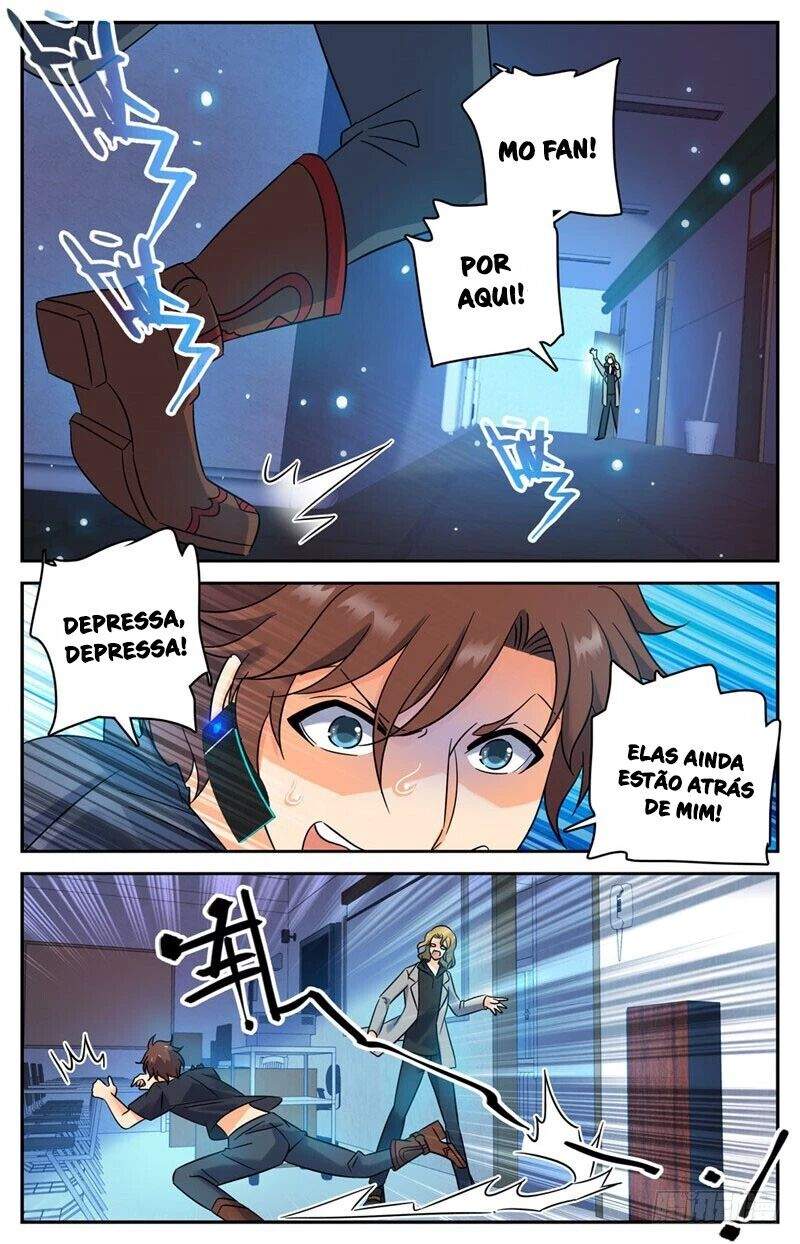 MO FAN!
POR
AQUI!
DEPRESSA,
DEPRESSA!
ELAS AINDA
ESTÃO ATRÁS
DE MIM!